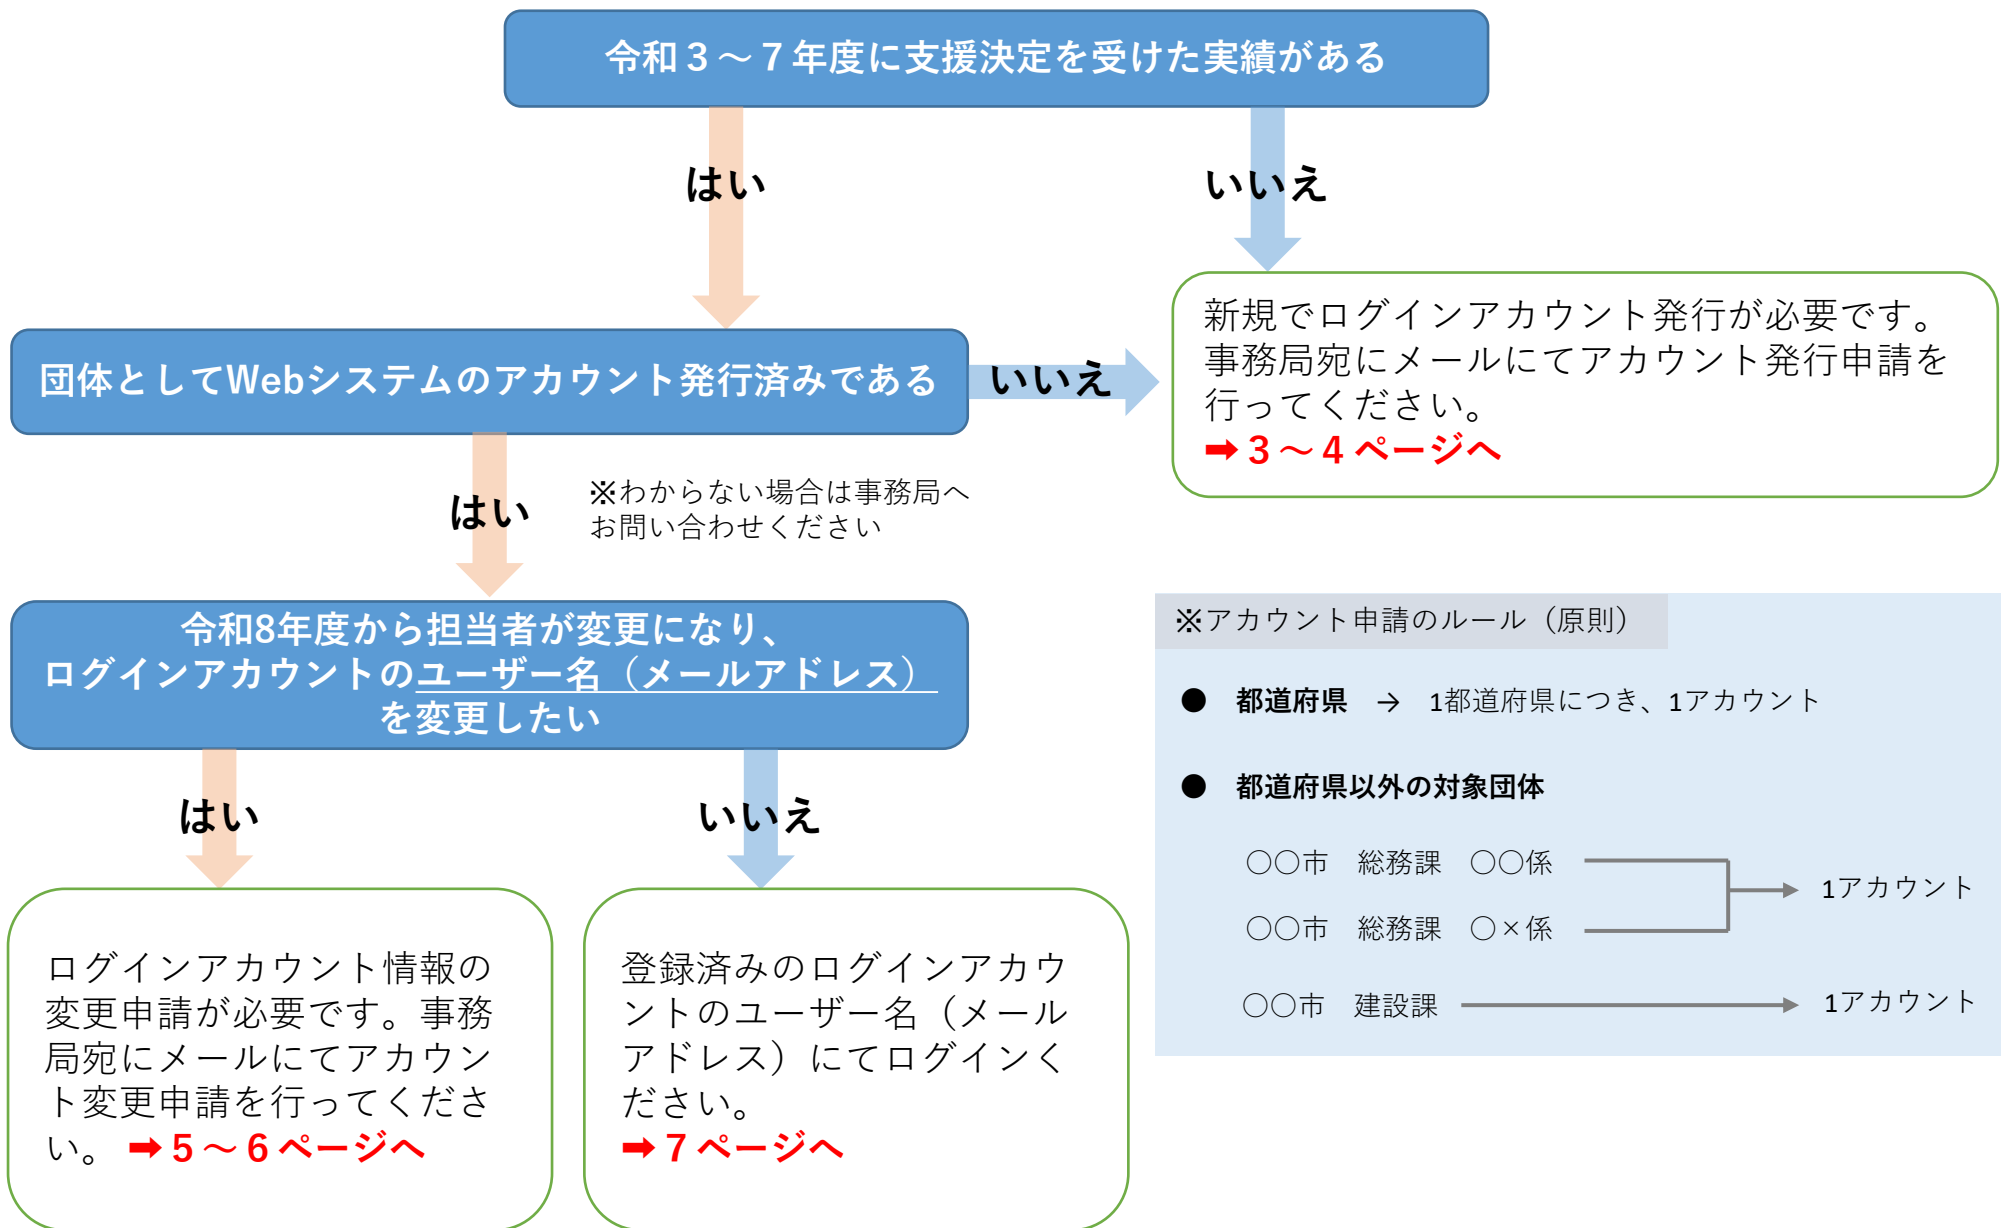 令和３～７年度に支援決定を受けた実績がある
はい
いいえ
新規でログインアカウント発行が必要です。
事務局宛にメールにてアカウント発行申請を
行ってください。
➡３～４ページへ
団体としてWebシステムのアカウント発行済みである
いいえ
はい
※わからない場合は事務局へ
お問い合わせください
令和8年度から担当者が変更になり、
ログインアカウントのユーザー名（メールアドレス）
を変更したい
はい
いいえ
ログインアカウント情報の
変更申請が必要です。事務
局宛にメールにてアカウン
ト変更申請を行ってくださ
い。➡５～６ページへ
登録済みのログインアカウ
ントのユーザー名（メール
アドレス）にてログインく
ださい。
➡７ページへ
※アカウント申請のルール（原則）
● 都道府県 → 1都道府県につき、1アカウント
● 都道府県以外の対象団体
○○市 総務課 ○○係
○○市 総務課 ○×係
1アカウント
○○市 建設課
1アカウント